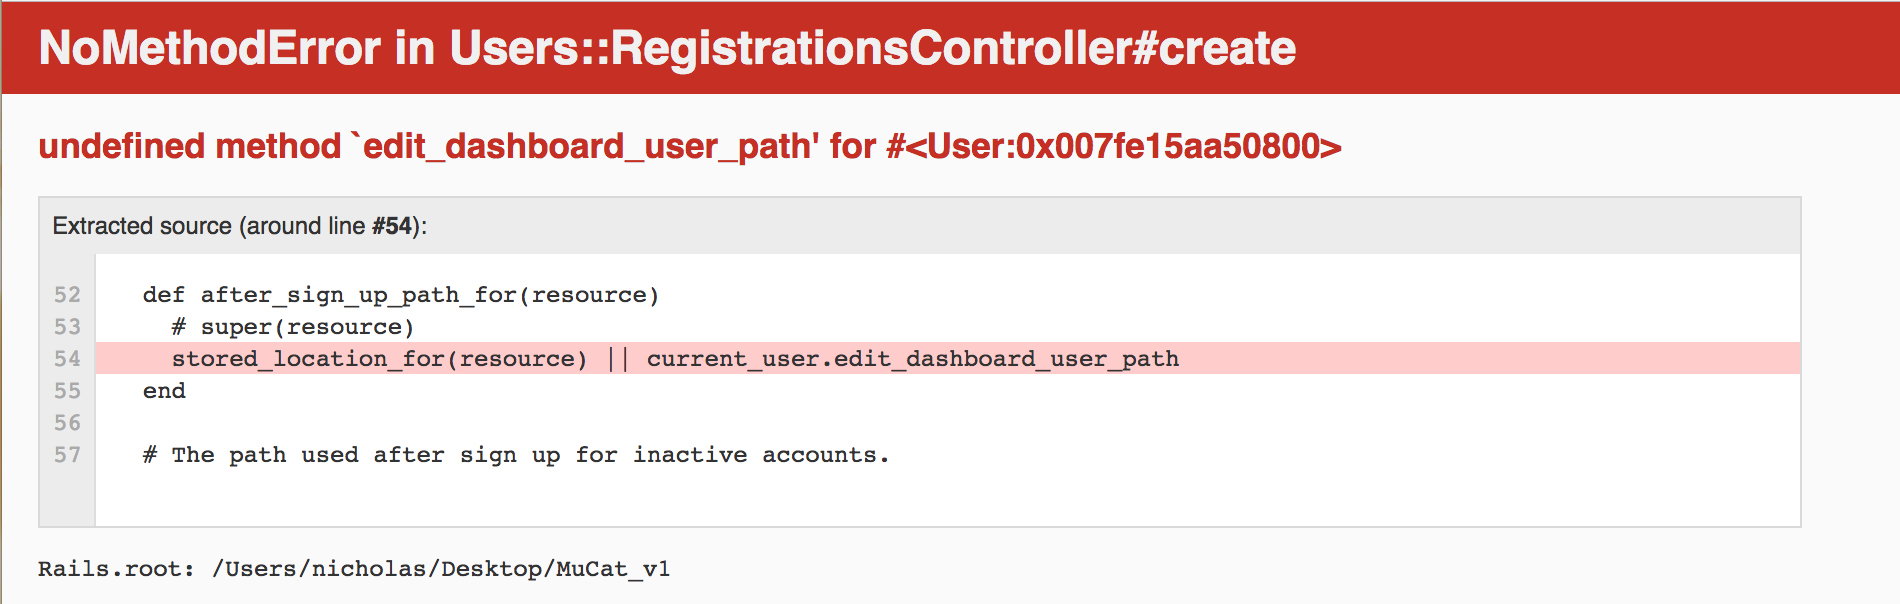 NoMethodError in Users::RegistrationsController#create
undefined method `edit_dashboard_user_path' for #<User:0x007fe15aa50800>
Extracted source (around line #54):
52 def after_sign_up_path_for(resource)
53 # super(resource)
54 stored_location_for(resource) || current_user.edit_dashboard_user_path
55 end
56
57 # The path used after sign up for inactive accounts.
Rails.root: /Users/nicholas/Desktop/MuCat_v1